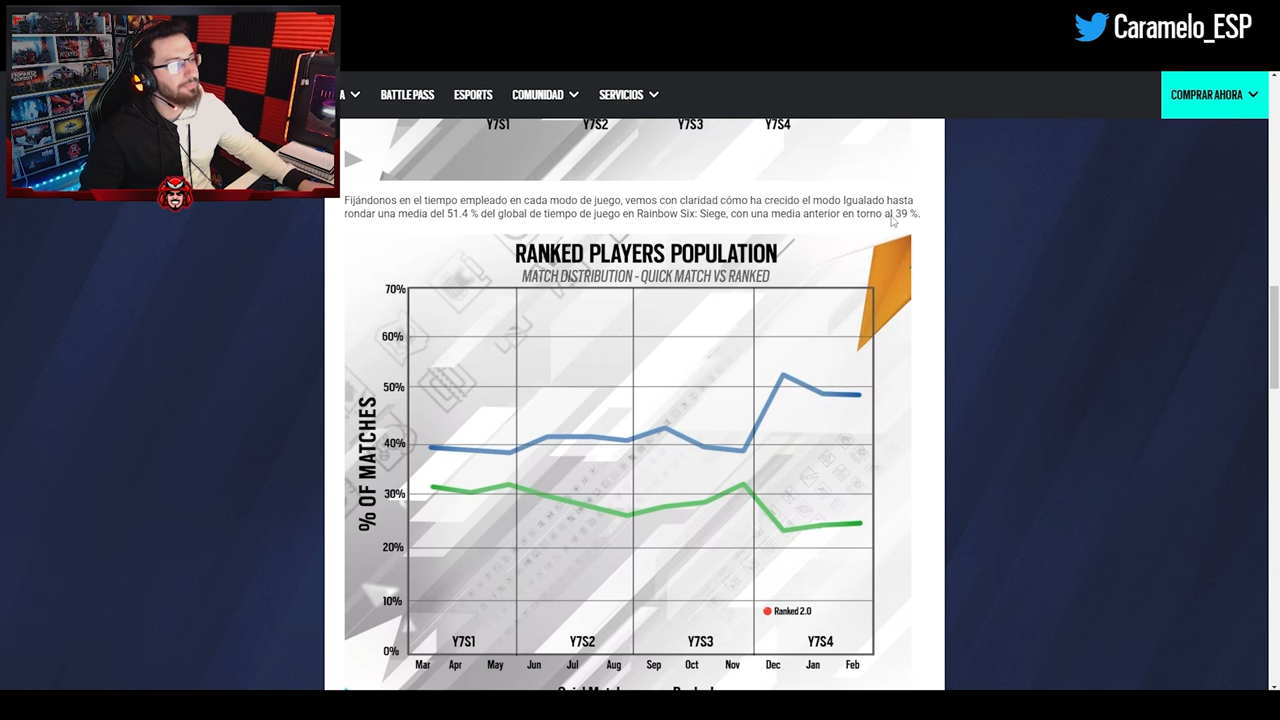 Caramelo_ESP
BATTLE PASS ESPORTS COMUNIDAD SERVICIOS
COMPRAR AHORA
Y7S1 Y7S2 Y7S3 Y7S4
Fijándonos en el tiempo empleado en cada modo de juego, vemos con claridad cómo ha crecido el modo Igualado hasta
rondar una media del 51.4 % del global de tiempo de juego en Rainbow Six: Siege, con una media anterior en torno al 39 %.
RANKED PLAYERS POPULATION
MATCH DISTRIBUTION - QUICK MATCH VS RANKED
% OF MATCHES
70%
60%
50%
40%
30%
20%
10%
0%
Ranked 2.0
Y7S1 Y7S2 Y7S3 Y7S4
Mar Apr May Jun Jul Aug Sep Oct Nov Dec Jan Feb